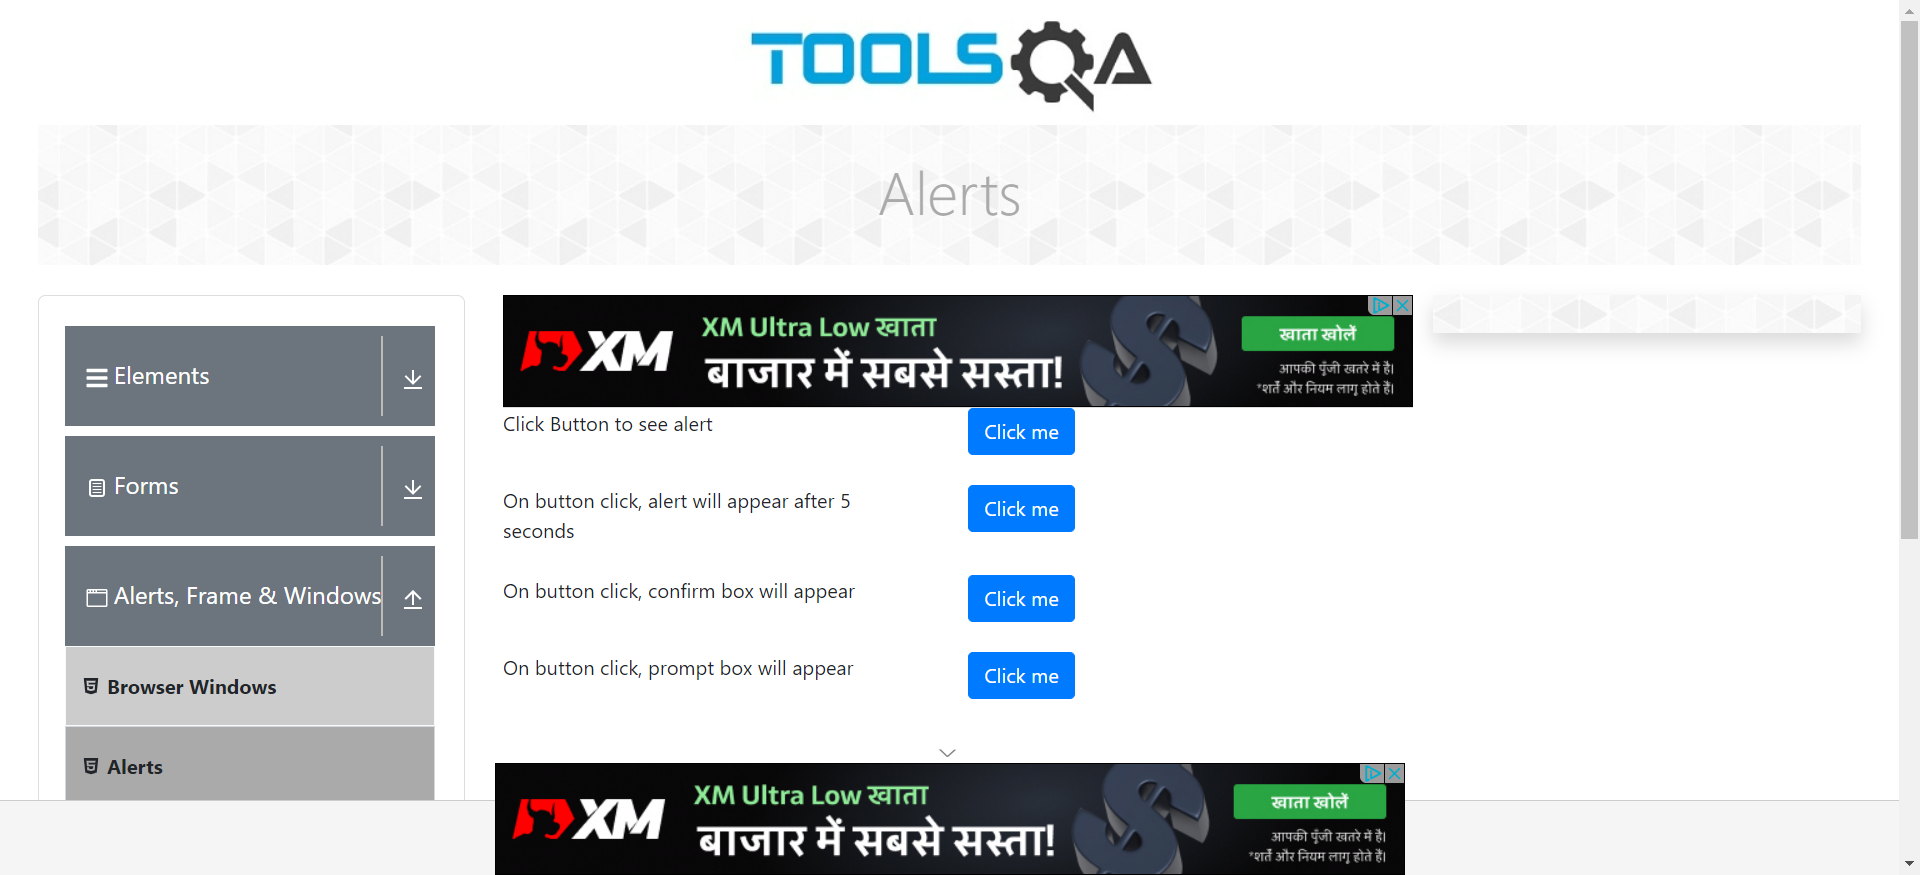 TOOLSQA
Alerts
Elements
Forms
Alerts, Frame & Windows
Browser Windows
Alerts
XM
XM Ultra Low खाता
बाजार में सबसे सस्ता!
खाता खोलें
आपकी पूँजी खतरे में है।
*शर्तें और नियम लागू होते हैं।
Click Button to see alert
Click me
On button click, alert will appear after 5
seconds
Click me
On button click, confirm box will appear
Click me
On button click, prompt box will appear
Click me
XM
XM Ultra Low खाता
बाजार में सबसे सस्ता!
खाता खोलें
आपकी पूँजी खतरे में है।
*शर्तें और नियम लागू होते हैं।